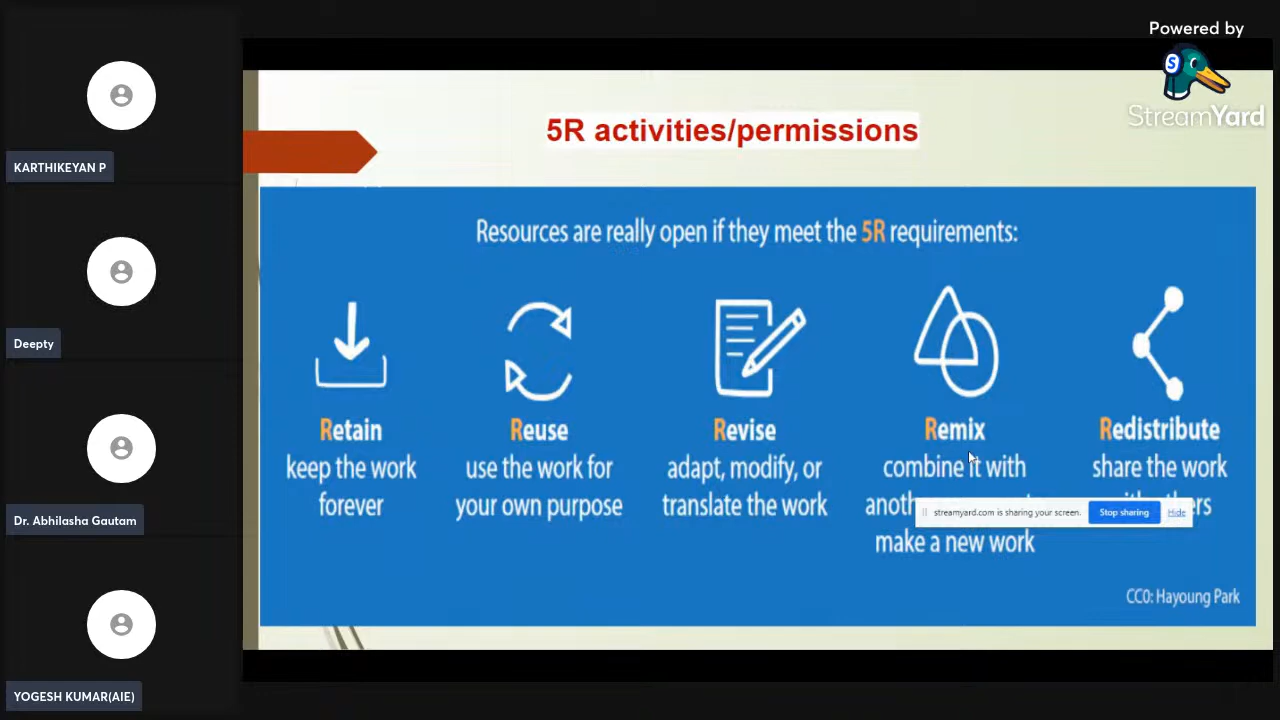 Powered by
StreamYard
KARTHIKEYAN P
Deepty
Dr. Abhilasha Gautam
YOGESH KUMAR(AIE)
5R activities/permissions
Resources are really open if they meet the 5R requirements:
Retain
keep the work
forever
Reuse
use the work for
your own purpose
Revise
adapt, modify, or
translate the work
Remix
combine it with
make a new work
Redistribute
share the work
streamyard.com is sharing your screen.
Stop sharing
Hide
CC0: Hayoung Park